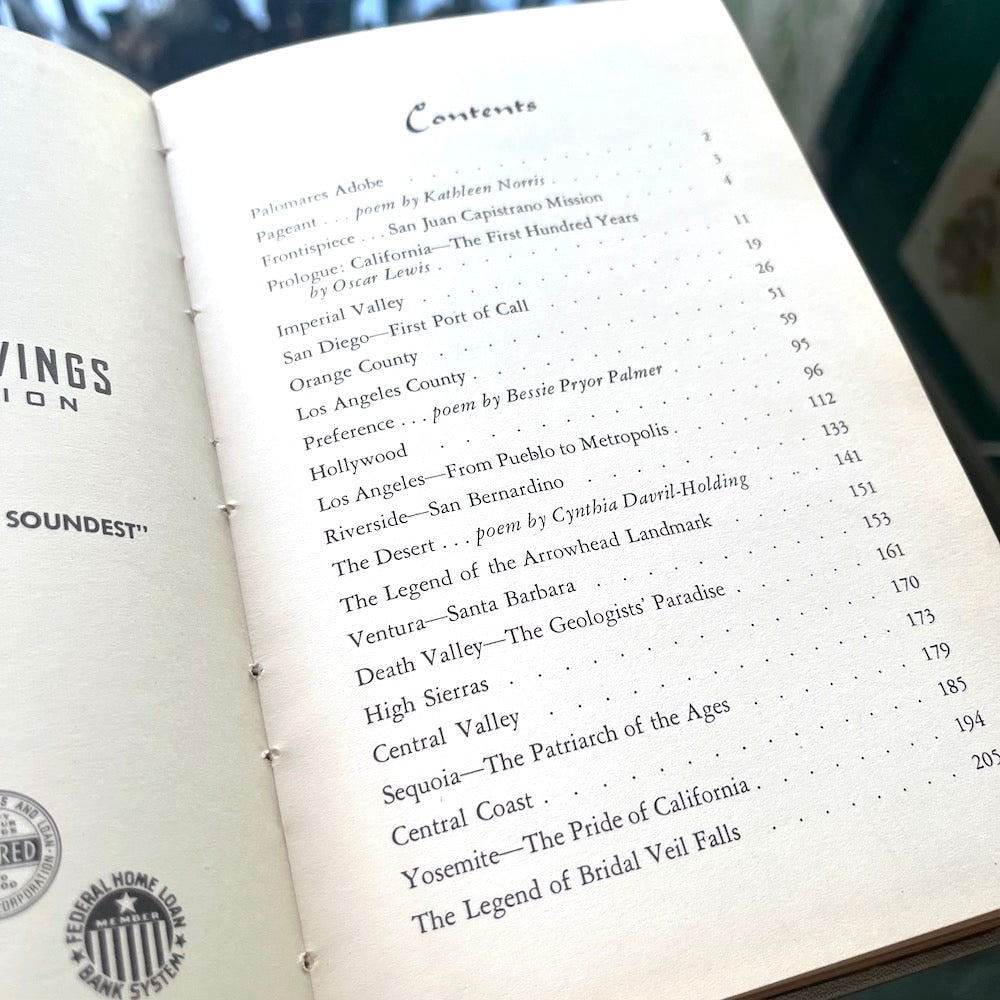 VINGS
ION
SOUNDEST”
AND LOAN
CORPORATION
FEDERAL HOME LOAN
MEMBER
BANK SYSTEM
Contents
Palomares Adobe . . . . . . . . . . . 2
Pageant . . . poem by Kathleen Norris . . . . . . 3
Frontispiece . . . San Juan Capistrano Mission . . . . 4
Prologue: California—The First Hundred Years
by Oscar Lewis . . . . . . . . . . . 11
Imperial Valley . . . . . . . . . . . 19
San Diego—First Port of Call . . . . . . . . 26
Orange County . . . . . . . . . . . 51
Los Angeles County . . . . . . . . . . 59
Preference . . . poem by Bessie Pryor Palmer . . . . 95
Hollywood . . . . . . . . . . . 96
Los Angeles—From Pueblo to Metropolis . . . . . 112
Riverside—San Bernardino . . . . . . . . 133
The Desert . . . poem by Cynthia Davril-Holding . . . 141
The Legend of the Arrowhead Landmark . . . . . 151
Ventura—Santa Barbara . . . . . . . . . 153
Death Valley—The Geologists’ Paradise . . . . . 161
High Sierras . . . . . . . . . . . 170
Central Valley . . . . . . . . . . . 173
Sequoia—The Patriarch of the Ages . . . . . . 179
Central Coast . . . . . . . . . . . 185
Yosemite—The Pride of California . . . . . . 194
The Legend of Bridal Veil Falls . . . . . . . 205